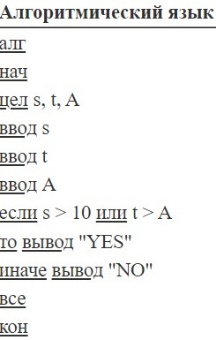 Алгоритмический язык
алг
нач
цел s, t, A
ввод s
ввод t
ввод A
если s > 10 или t > A
то вывод "YES"
иначе вывод "NO"
все
кон